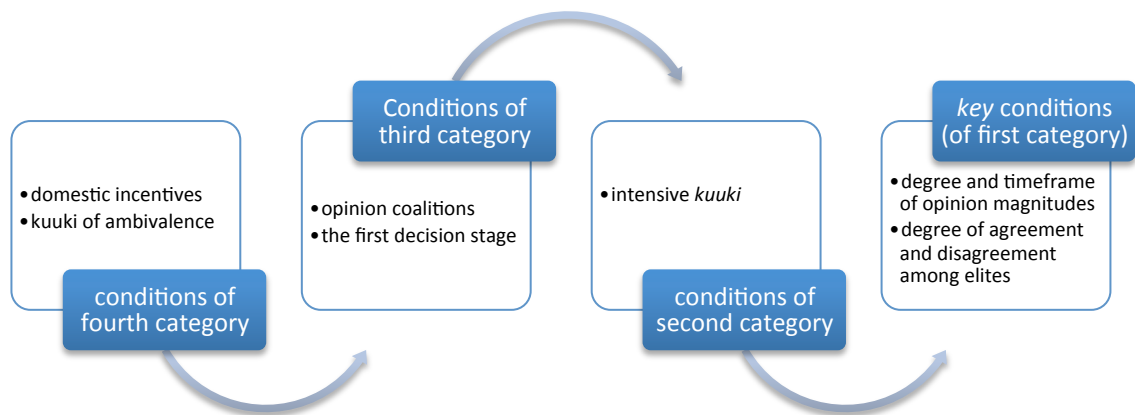 •domestic incentives
•kuuki of ambivalence
conditions of
fourth category
Conditions of
third category
•opinion coalitions
•the first decision stage
•intensive kuuki
conditions of
second category
key conditions
(of first category)
•degree and timeframe
of opinion magnitudes
•degree of agreement
and disagreement
among elites